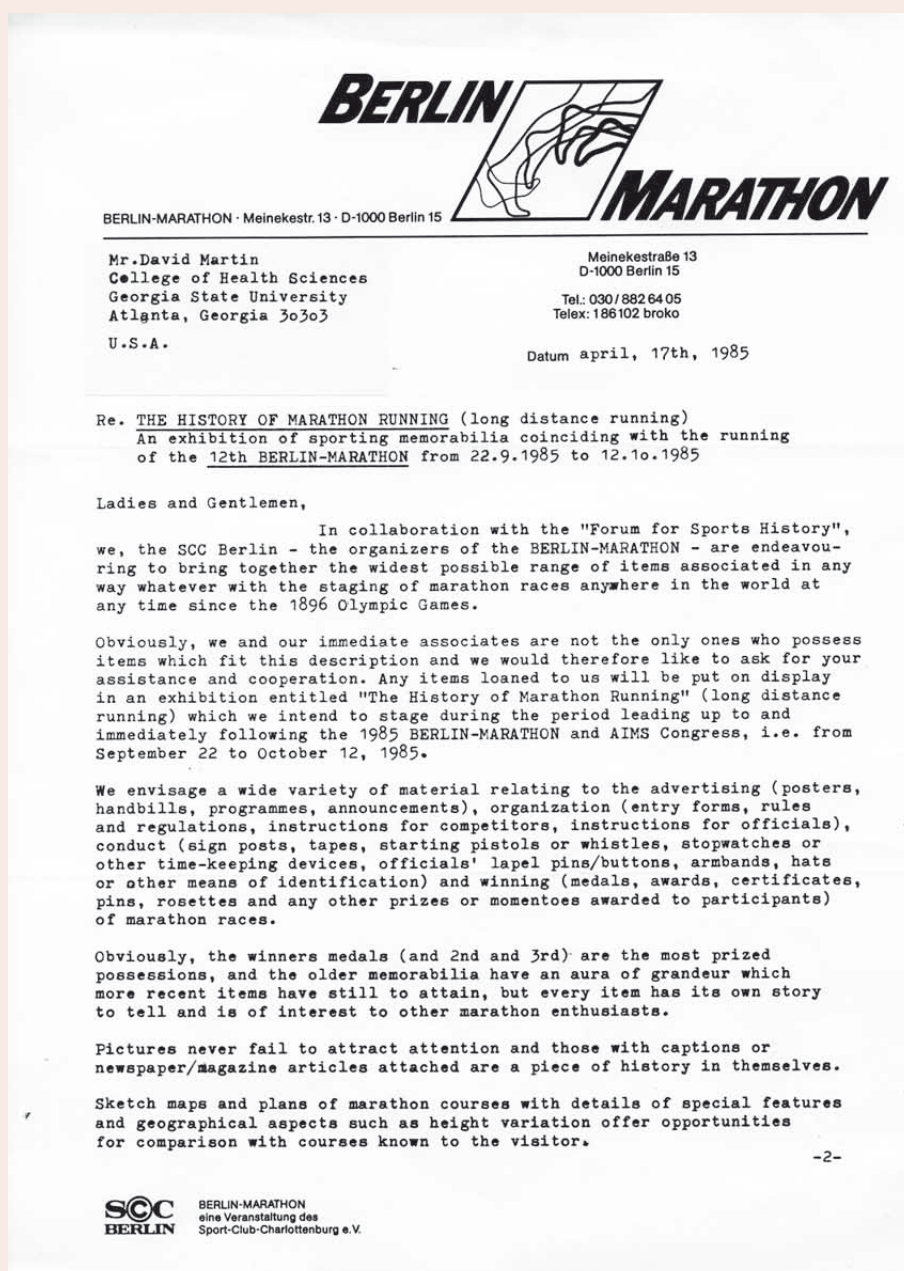 BERLIN
MARATHON
BERLIN-MARATHON · Meinekestr. 13 · D-1000 Berlin 15
Mr.David Martin
College of Health Sciences
Georgia State University
Atlanta, Georgia 3o3o3
U.S.A.
Meinekestraße 13
D-1000 Berlin 15
Tel.: 030/882 64 05
Telex: 186102 broko
Datum april, 17th, 1985
Re. THE HISTORY OF MARATHON RUNNING (long distance running)
An exhibition of sporting memorabilia coinciding with the running
of the 12th BERLIN-MARATHON from 22.9.1985 to 12.1o.1985
Ladies and Gentlemen,
In collaboration with the "Forum for Sports History",
we, the SCC Berlin - the organizers of the BERLIN-MARATHON - are endeavou-
ring to bring together the widest possible range of items associated in any
way whatever with the staging of marathon races anywhere in the world at
any time since the 1896 Olympic Games.
Obviously, we and our immediate associates are not the only ones who possess
items which fit this description and we would therefore like to ask for your
assistance and cooperation. Any items loaned to us will be put on display
in an exhibition entitled "The History of Marathon Running" (long distance
running) which we intend to stage during the period leading up to and
immediately following the 1985 BERLIN-MARATHON and AIMS Congress, i.e. from
September 22 to October 12, 1985.
We envisage a wide variety of material relating to the advertising (posters,
handbills, programmes, announcements), organization (entry forms, rules
and regulations, instructions for competitors, instructions for officials),
conduct (sign posts, tapes, starting pistols or whistles, stopwatches or
other time-keeping devices, officials' lapel pins/buttons, armbands, hats
or other means of identification) and winning (medals, awards, certificates,
pins, rosettes and any other prizes or momentoes awarded to participants)
of marathon races.
Obviously, the winners medals (and 2nd and 3rd) are the most prized
possessions, and the older memorabilia have an aura of grandeur which
more recent items have still to attain, but every item has its own story
to tell and is of interest to other marathon enthusiasts.
Pictures never fail to attract attention and those with captions or
newspaper/magazine articles attached are a piece of history in themselves.
Sketch maps and plans of marathon courses with details of special features
and geographical aspects such as height variation offer opportunities
for comparison with courses known to the visitor.
-2-
SCC
BERLIN
BERLIN-MARATHON
eine Veranstaltung des
Sport-Club-Charlottenburg e.V.